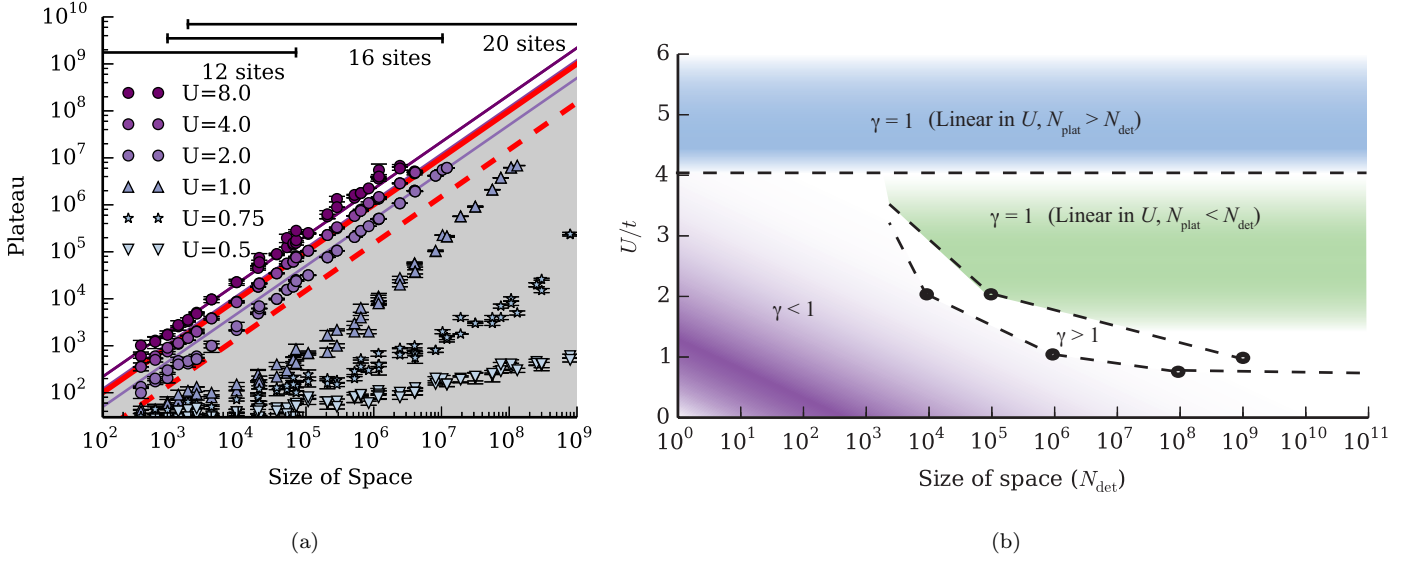 10^10
10^9
10^8
10^7
10^6
10^5
10^4
10^3
10^2
Plateau
12 sites
16 sites
20 sites
U=8.0
U=4.0
U=2.0
U=1.0
U=0.75
U=0.5
10^2 10^3 10^4 10^5 10^6 10^7 10^8 10^9
Size of Space
(a)
6
5
4
3
2
1
0
U/t
γ = 1 (Linear in U, N_plat > N_det)
γ = 1 (Linear in U, N_plat < N_det)
γ < 1
γ > 1
10^0 10^1 10^2 10^3 10^4 10^5 10^6 10^7 10^8 10^9 10^10 10^11
Size of space (N_det)
(b)